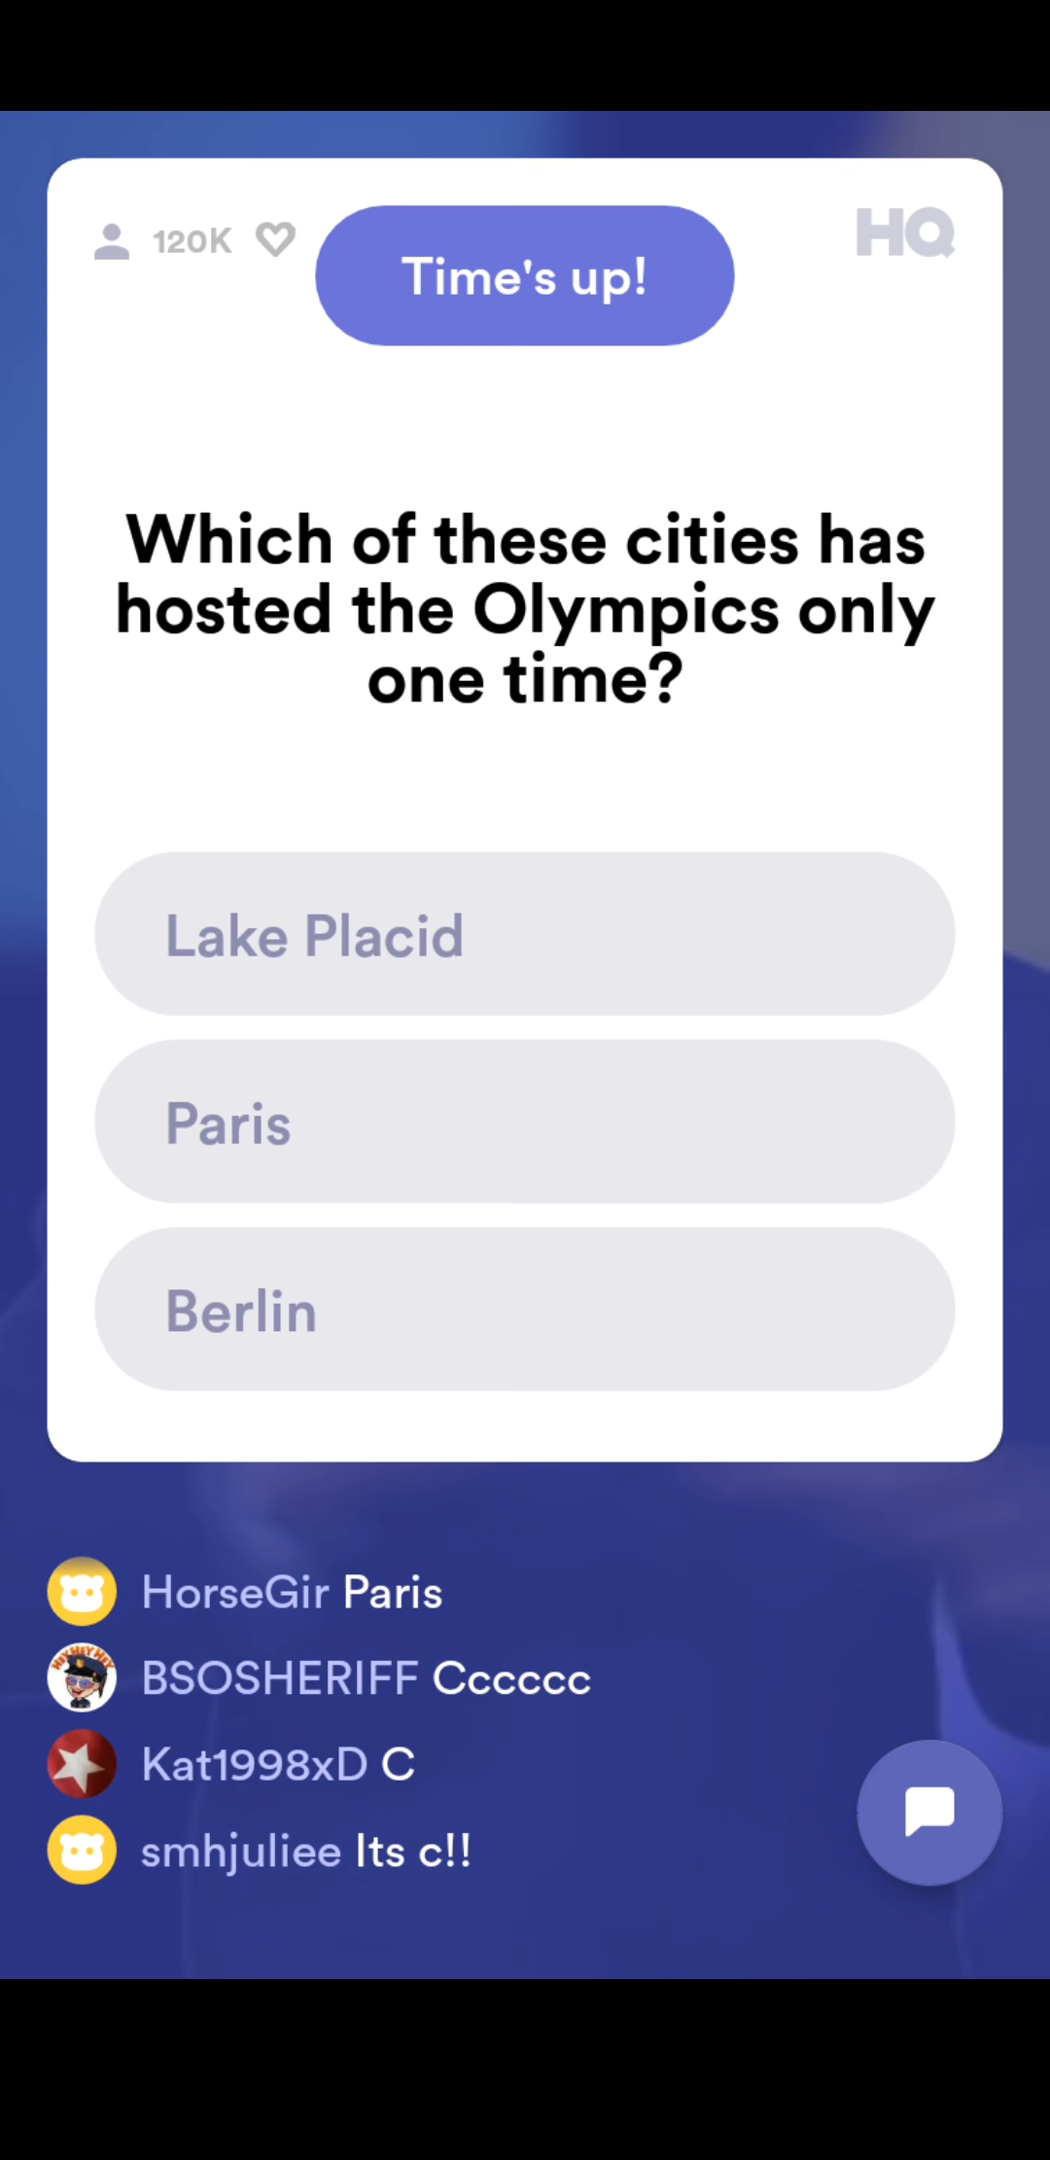 120K
Time's up!
HQ
Which of these cities has
hosted the Olympics only
one time?
Lake Placid
Paris
Berlin
HorseGir Paris
BSOSHERIFF Cccccc
Kat1998xD C
smhjuliee Its c!!